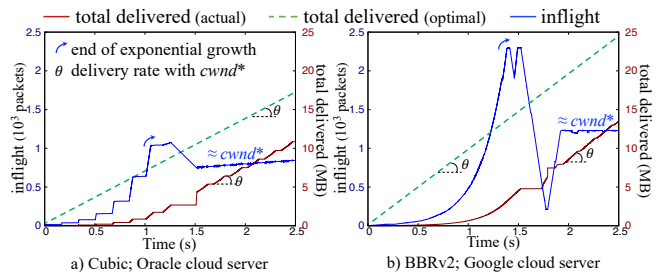 total delivered (actual) total delivered (optimal) inflight
end of exponential growth
θ delivery rate with cwnd*
inflight (10³ packets)
2.5
2
1.5
1
0.5
0
0 0.5 1 1.5 2 2.5
Time (s)
25
20
15
10
5
0
total delivered (MB)
θ
≈ cwnd*
θ
a) Cubic; Oracle cloud server
inflight (10³ packets)
2.5
2
1.5
1
0.5
0
0 0.5 1 1.5 2 2.5
Time (s)
25
20
15
10
5
0
total delivered (MB)
θ
≈ cwnd*
θ
b) BBRv2; Google cloud server